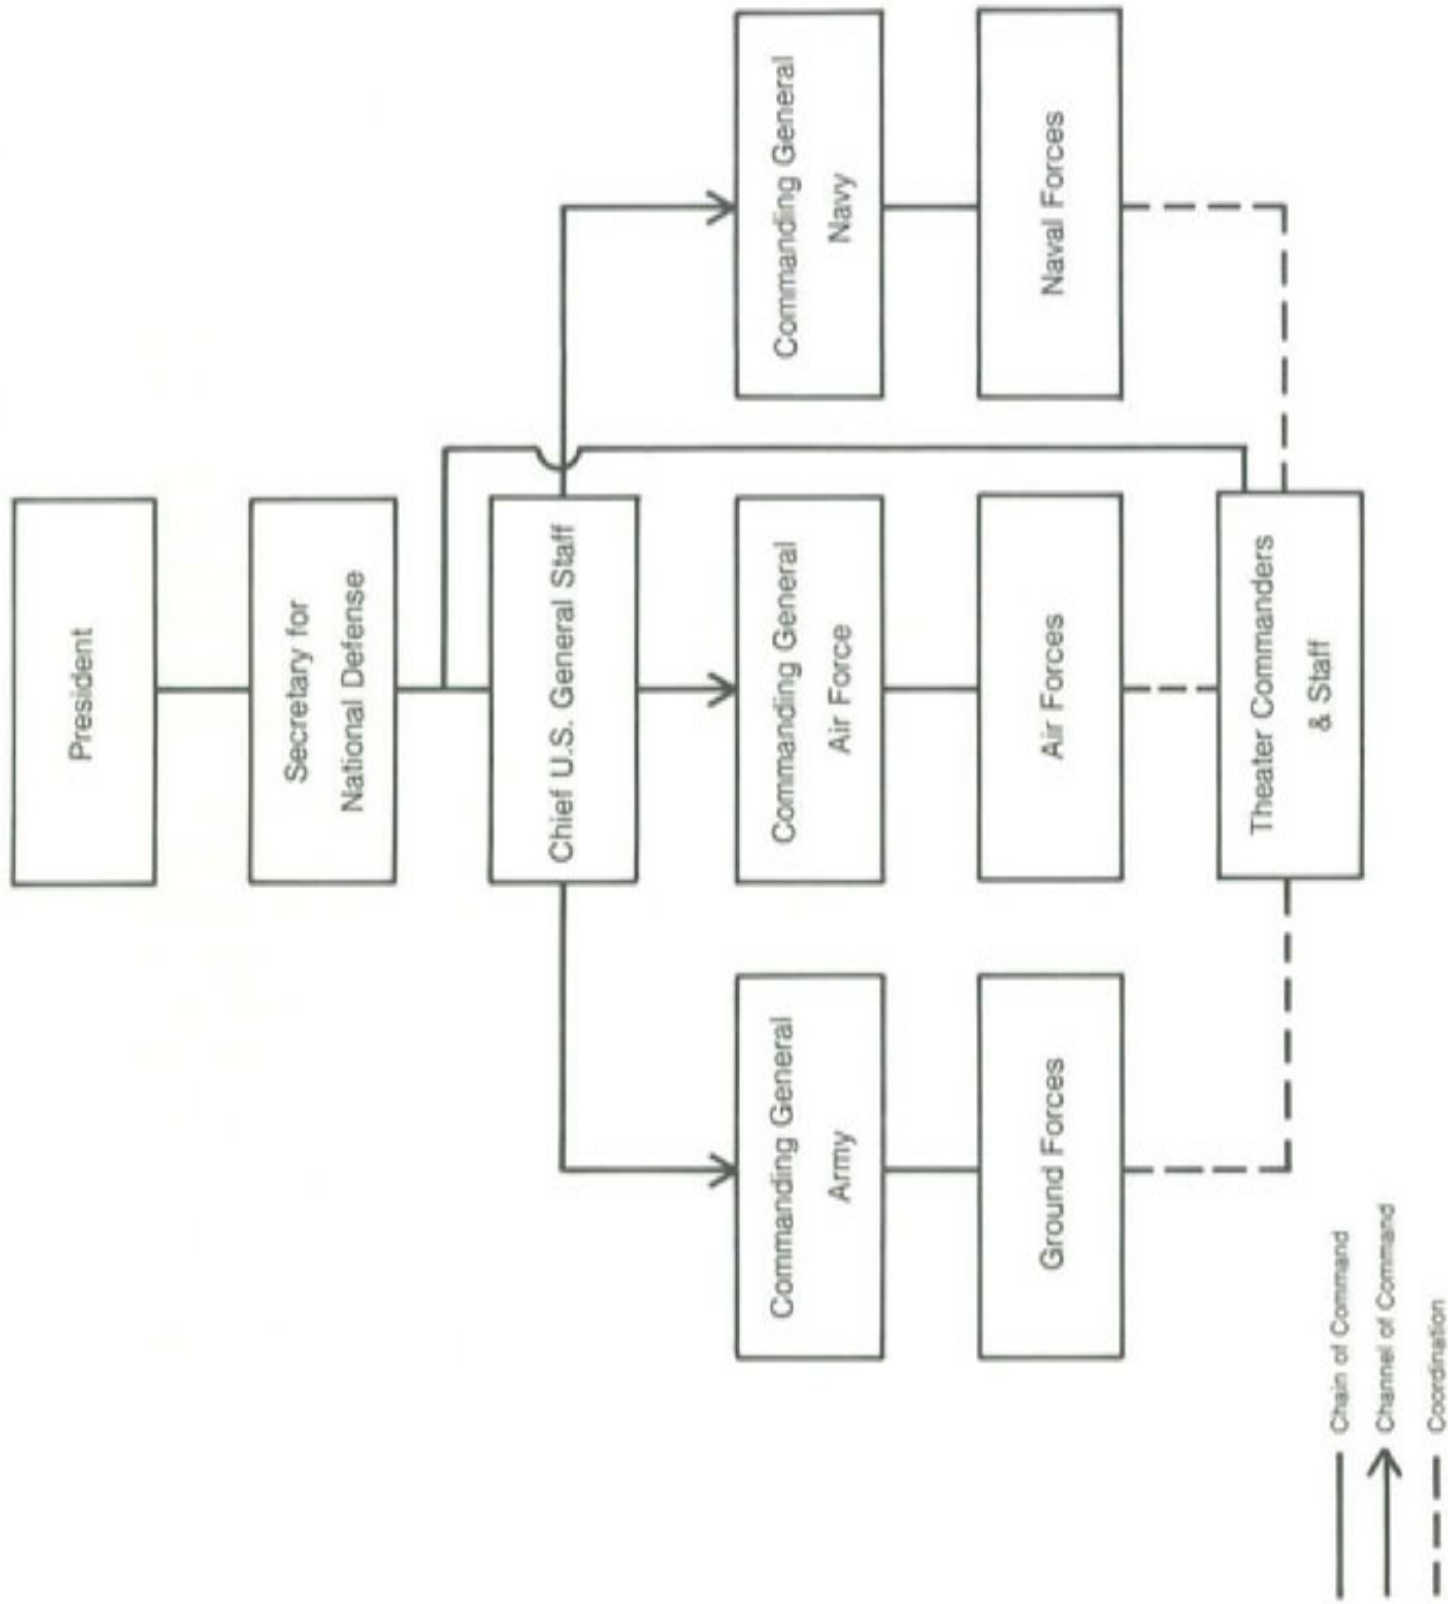 President
Secretary for
National Defense
Chief U.S. General Staff
Commanding General
Army
Commanding General
Air Force
Commanding General
Navy
Ground Forces
Air Forces
Naval Forces
Theater Commanders
& Staff
Chain of Command
Channel of Command
Coordination